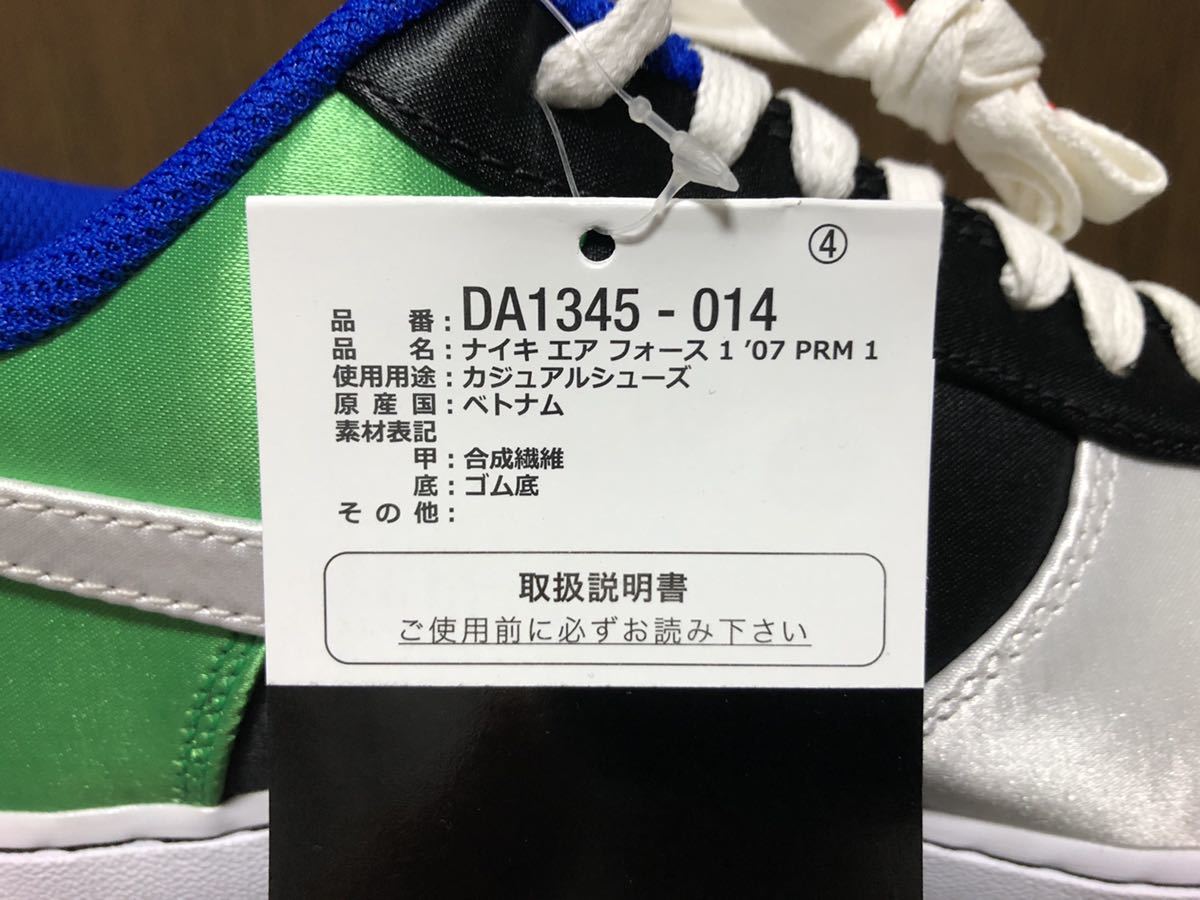 ④
品 番：DA1345 - 014
品 名：ナイキ エア フォース 1 ’07 PRM 1
使用用途：カジュアルシューズ
原 産 国：ベトナム
素材表記
甲：合成繊維
底：ゴム底
そ の 他：
取扱説明書
ご使用前に必ずお読み下さい